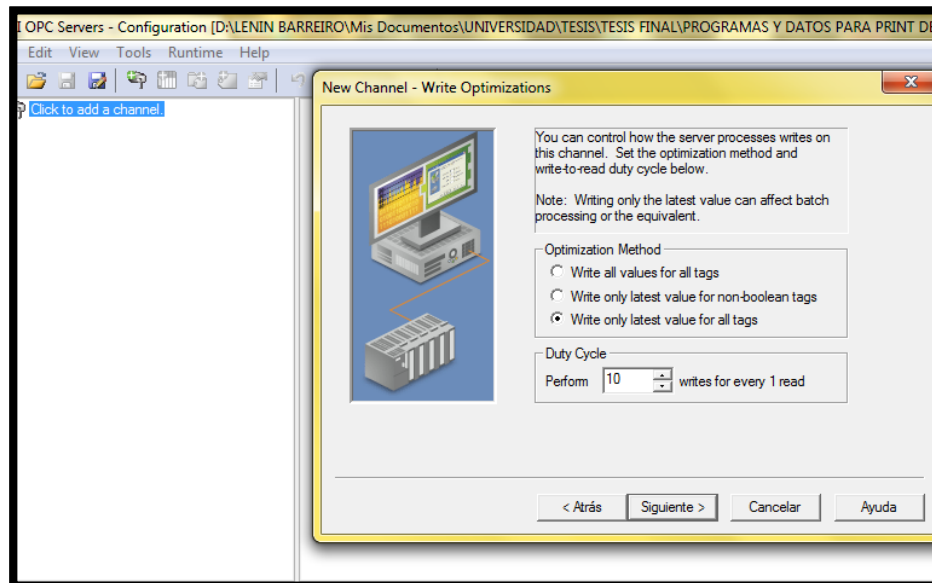 I OPC Servers - Configuration [D:\LENIN BARREIRO\Mis Documentos\UNIVERSIDAD\TESIS\TESIS FINAL\PROGRAMAS Y DATOS PARA PRINT DE
Edit View Tools Runtime Help
Click to add a channel.
New Channel - Write Optimizations
You can control how the server processes writes on
this channel. Set the optimization method and
write-to-read duty cycle below.
Note: Writing only the latest value can affect batch
processing or the equivalent.
Optimization Method
Write all values for all tags
Write only latest value for non-boolean tags
Write only latest value for all tags
Duty Cycle
Perform 10 writes for every 1 read
< Atrás Siguiente > Cancelar Ayuda